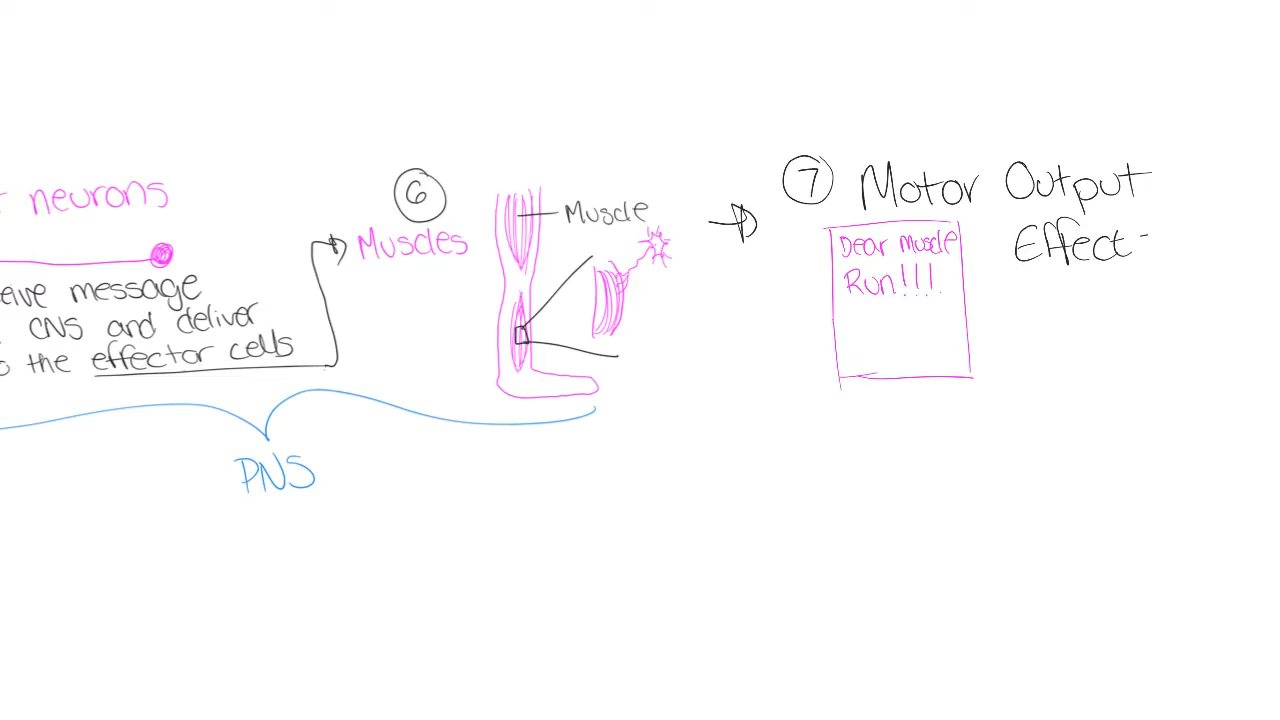 neurons
message
CNS and deliver
the effector cells
PNS
6
Muscles
Muscle
7 Motor Output
Effect -
Dear Muscle
Run!!!!